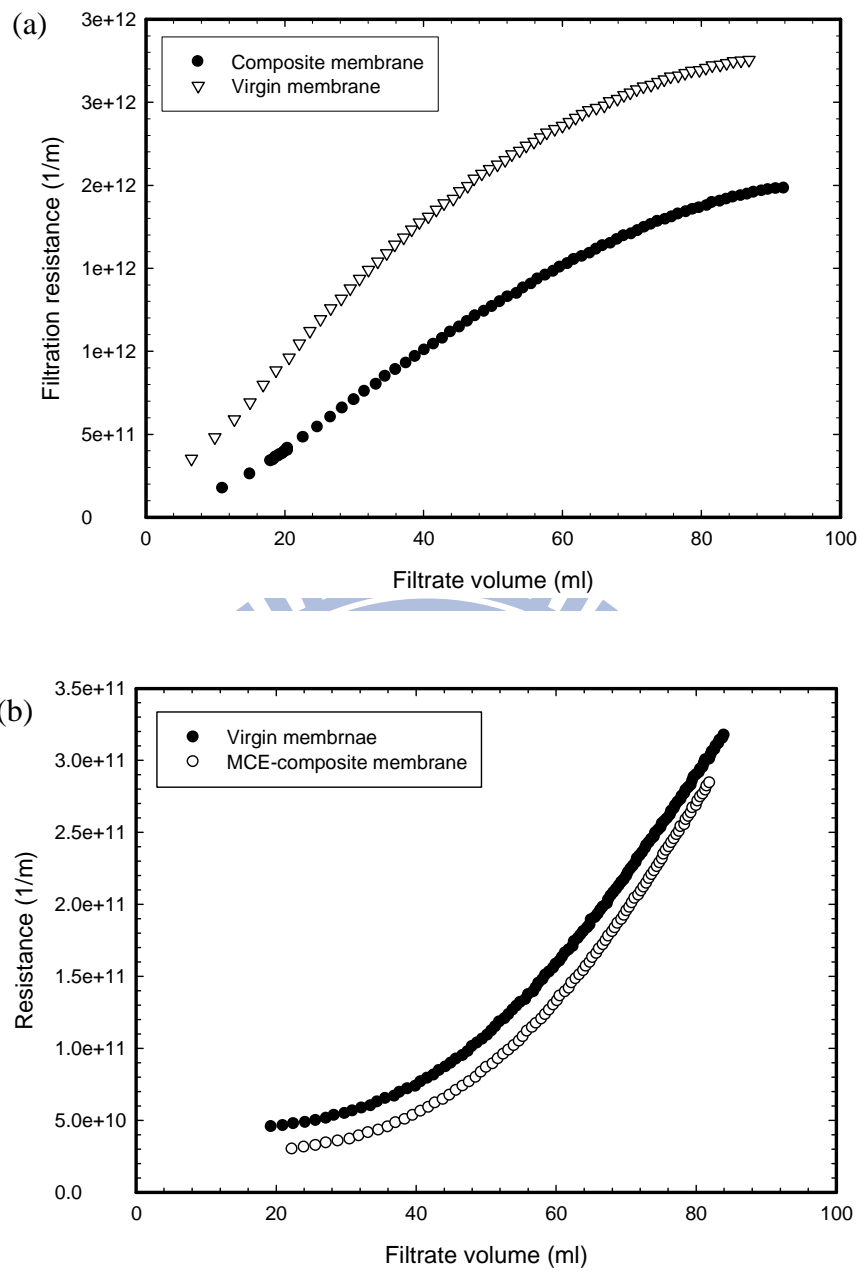 (a)
3e+12
3e+12
2e+12
1e+12
1e+12
5e+11
0
Composite membrane
Virgin membrane
Filtration resistance (1/m)
0 20 40 60 80 100
Filtrate volume (ml)
(b)
3.5e+11
3.0e+11
2.5e+11
2.0e+11
1.5e+11
1.0e+11
5.0e+10
0.0
Virgin membrnae
MCE-composite membrane
Resistance (1/m)
0 20 40 60 80 100
Filtrate volume (ml)